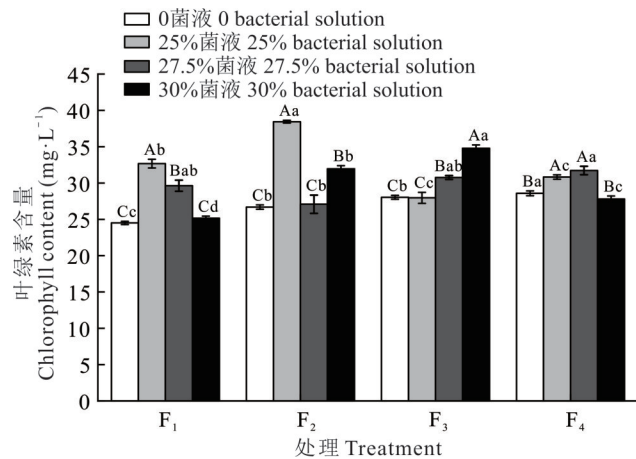 0菌液 0 bacterial solution
25%菌液 25% bacterial solution
27.5%菌液 27.5% bacterial solution
30%菌液 30% bacterial solution
叶绿素含量
Chlorophyll content (mg·L⁻¹)
45
40
35
30
25
20
15
10
5
0
Cc
Ab
Bab
Cd
Cb
Aa
Cb
Bb
Cb
Cc
Bab
Aa
Ba
Ac
Aa
Bc
F₁
F₂
F₃
F₄
处理 Treatment